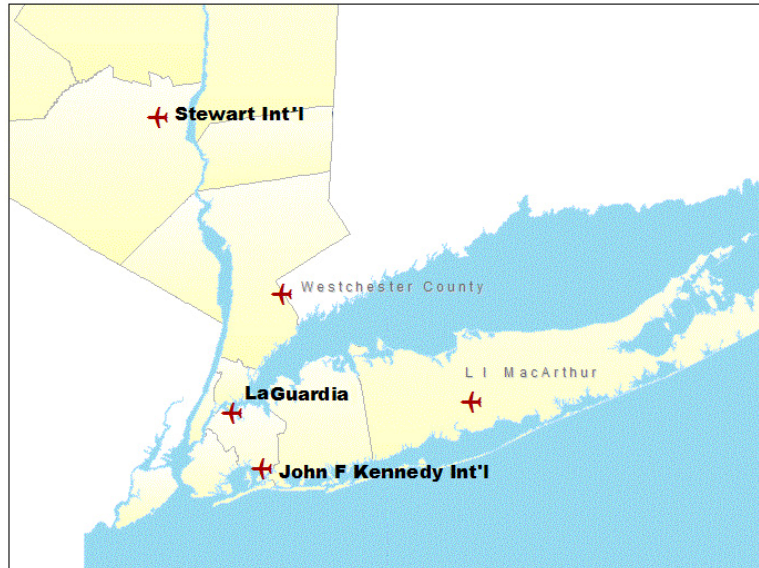 Stewart Int'l
Westchester County
L I MacArthur
LaGuardia
John F Kennedy Int'l